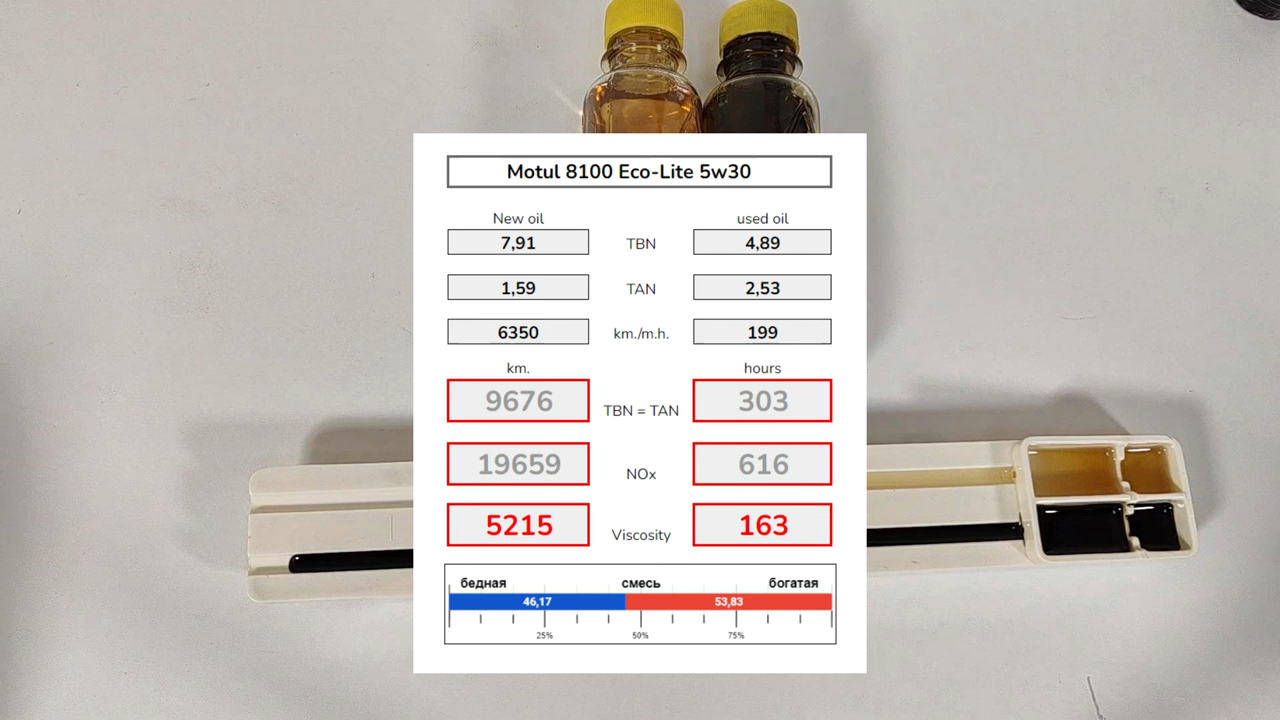 Motul 8100 Eco-Lite 5w30
New oil used oil
7,91 TBN 4,89
1,59 TAN 2,53
6350 km./m.h. 199
km. hours
9676 TBN = TAN 303
19659 NOx 616
5215 Viscosity 163
бедная смесь богатая
46,17 53,83
25% 50% 75%